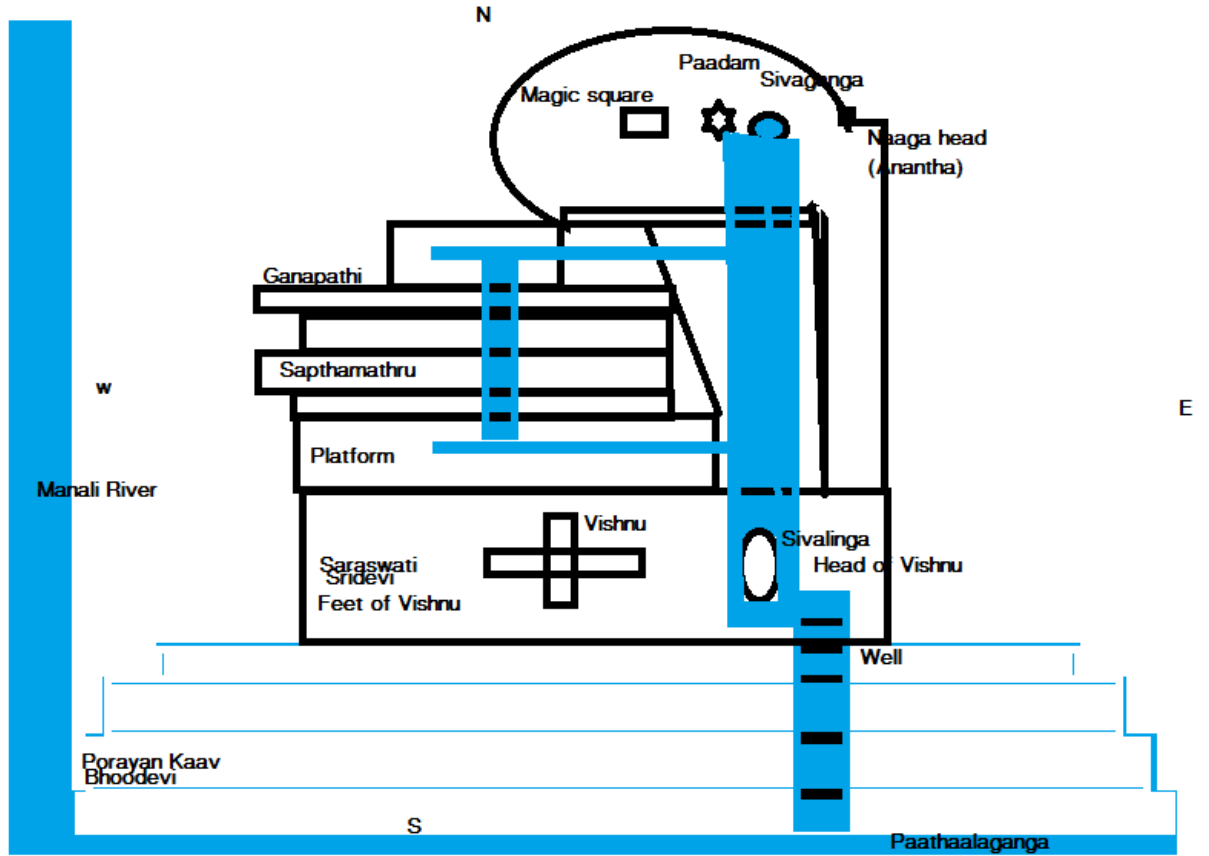 N
Paadam
Sivaganga
Magic square
Naaga head
(Anantha)
Ganapathi
Sapthamathru
w
E
Platform
Manali River
Vishnu
Sivalinga
Saraswati
Head of Vishnu
Sridevi
Feet of Vishnu
Well
Porayan Kaav
Bhoodevi
S
Paathaalaganga